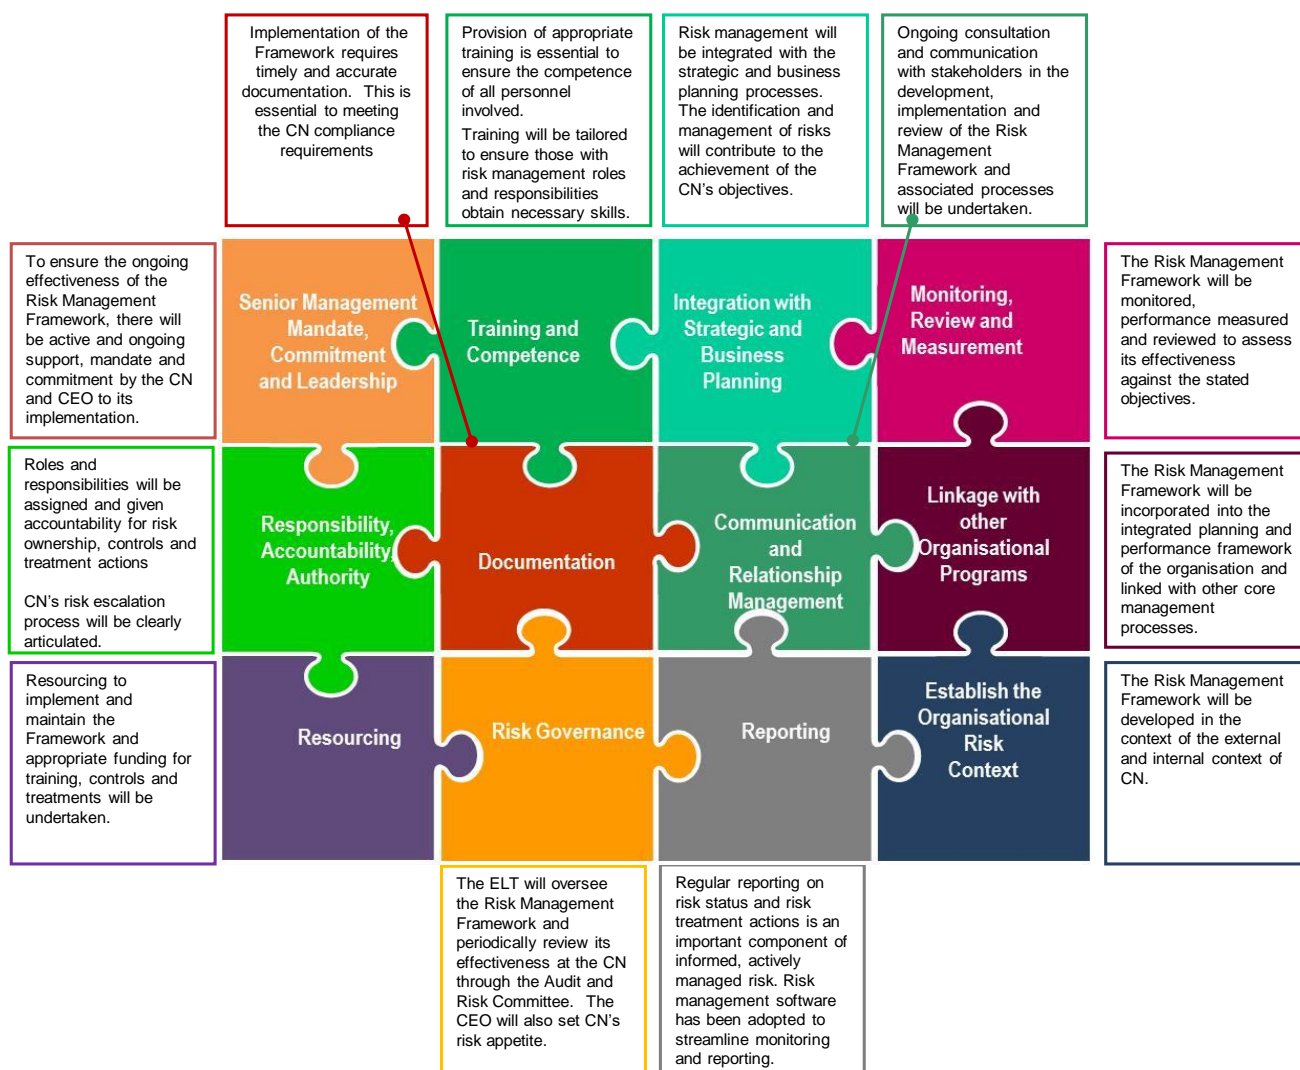 Implementation of the
Framework requires
timely and accurate
documentation. This is
essential to meeting
the CN compliance
requirements
Provision of appropriate
training is essential to
ensure the competence
of all personnel
involved.
Training will be tailored
to ensure those with
risk management roles
and responsibilities
obtain necessary skills.
Risk management will
be integrated with the
strategic and business
planning processes.
The identification and
management of risks
will contribute to the
achievement of the
CN's objectives.
Ongoing consultation
and communication
with stakeholders in the
development,
implementation and
review of the Risk
Management
Framework and
associated processes
will be undertaken.
To ensure the ongoing
effectiveness of the
Risk Management
Framework, there will
be active and ongoing
support, mandate and
commitment by the CN
and CEO to its
implementation.
Senior Management
Mandate,
Commitment
and Leadership
Training and
Competence
Integration with
Strategic and
Business
Planning
Monitoring,
Review and
Measurement
The Risk Management
Framework will be
monitored,
performance measured
and reviewed to assess
its effectiveness
against the stated
objectives.
Roles and
responsibilities will be
assigned and given
accountability for risk
ownership, controls and
treatment actions
CN's risk escalation
process will be clearly
articulated.
Responsibility,
Accountability,
Authority
Documentation
Communication
and
Relationship
Management
Linkage with
other
Organisational
Programs
The Risk Management
Framework will be
incorporated into the
integrated planning and
performance framework
of the organisation and
linked with other core
management
processes.
Resourcing to
implement and
maintain the
Framework and
appropriate funding for
training, controls and
treatments will be
undertaken.
Resourcing
Risk Governance
Reporting
Establish the
Organisational
Risk
Context
The Risk Management
Framework will be
developed in the
context of the external
and internal context of
CN.
The ELT will oversee
the Risk Management
Framework and
periodically review its
effectiveness at the CN
through the Audit and
Risk Committee. The
CEO will also set CN's
risk appetite.
Regular reporting on
risk status and risk
treatment actions is an
important component of
informed, actively
managed risk. Risk
management software
has been adopted to
streamline monitoring
and reporting.